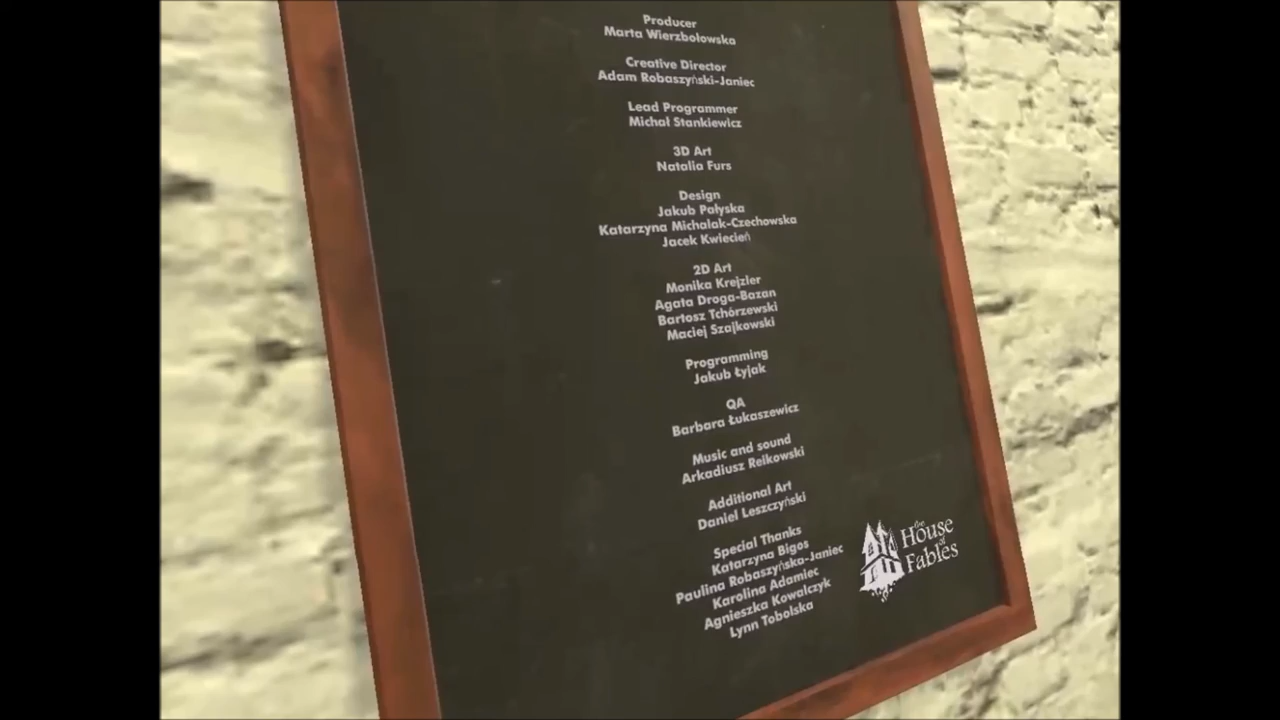 Producer
Marta Wierzbołowska
Creative Director
Adam Robaszyński-Janiec
Lead Programmer
Michał Stankiewicz
3D Art
Natalia Furs
Design
Jakub Pałyska
Katarzyna Michalak-Czechowska
Jacek Kwiecień
2D Art
Monika Krejzler
Agata Droga-Bazan
Bartosz Tchórzewski
Maciej Szajkowski
Programming
Jakub Łyjak
QA
Barbara Łukaszewicz
Music and sound
Arkadiusz Reikowski
Additional Art
Daniel Leszczyński
Special Thanks
Katarzyna Bigos
Paulina Robaszyńska-Janiec
Karolina Adamiec
Agnieszka Kowalczyk
Lynn Tobolska
the
House
of
Fables